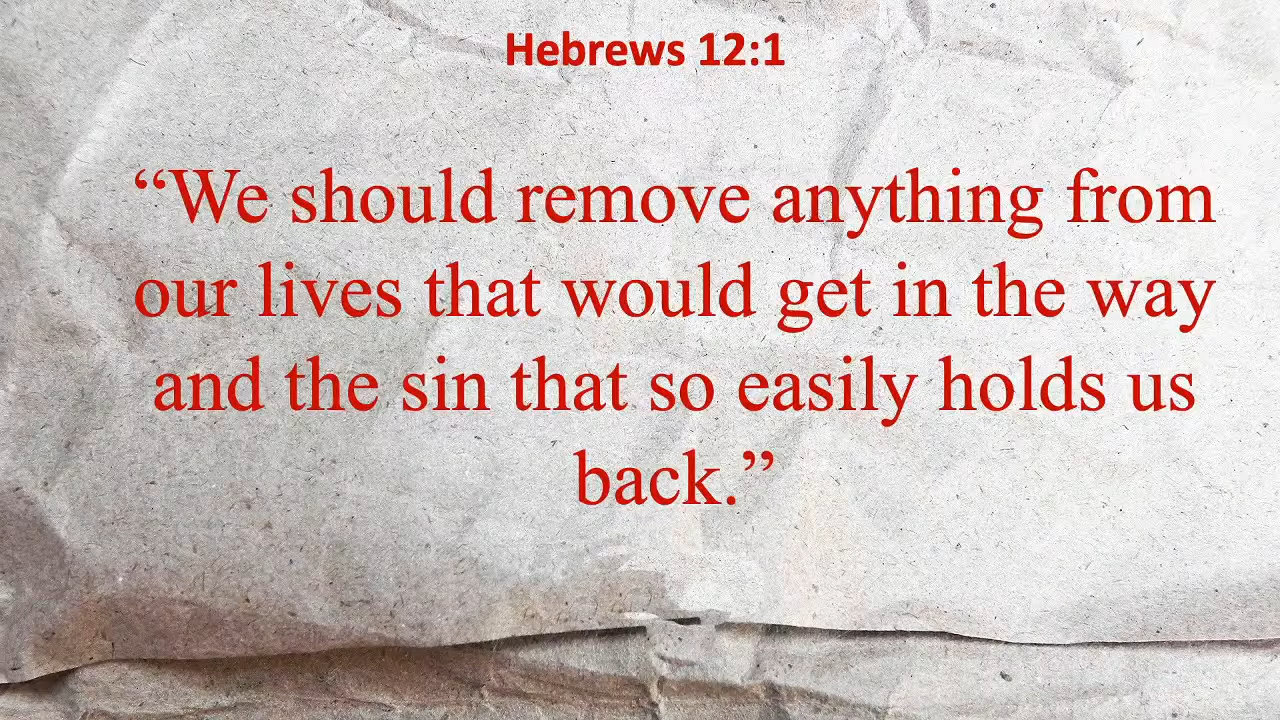 Hebrews 12:1
“We should remove anything from
our lives that would get in the way
and the sin that so easily holds us
back.”